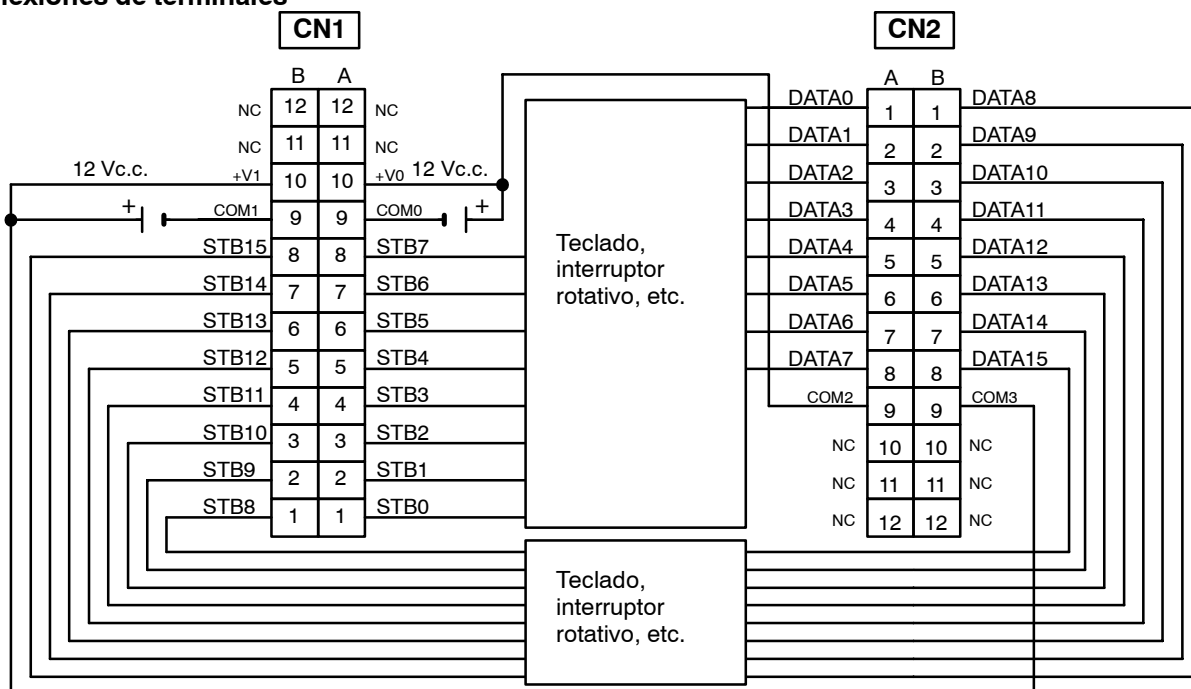 nexiones de terminales
CN1
CN2
B A
A B
NC 12 12 NC
NC 11 11 NC
12 Vc.c. +V1 10 10 +V0 12 Vc.c.
+ COM1 9 9 COM0 +
STB15 8 8 STB7
STB14 7 7 STB6
STB13 6 6 STB5
STB12 5 5 STB4
STB11 4 4 STB3
STB10 3 3 STB2
STB9 2 2 STB1
STB8 1 1 STB0
Teclado,
interruptor
rotativo, etc.
DATA0 1 1 DATA8
DATA1 2 2 DATA9
DATA2 3 3 DATA10
DATA3 4 4 DATA11
DATA4 5 5 DATA12
DATA5 6 6 DATA13
DATA6 7 7 DATA14
DATA7 8 8 DATA15
COM2 9 9 COM3
NC 10 10 NC
NC 11 11 NC
NC 12 12 NC
Teclado,
interruptor
rotativo, etc.